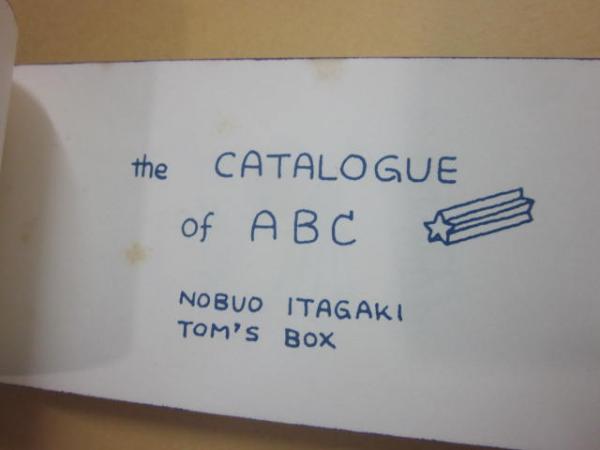 the CATALOGUE
of ABC
NOBUO ITAGAKI
TOM'S BOX